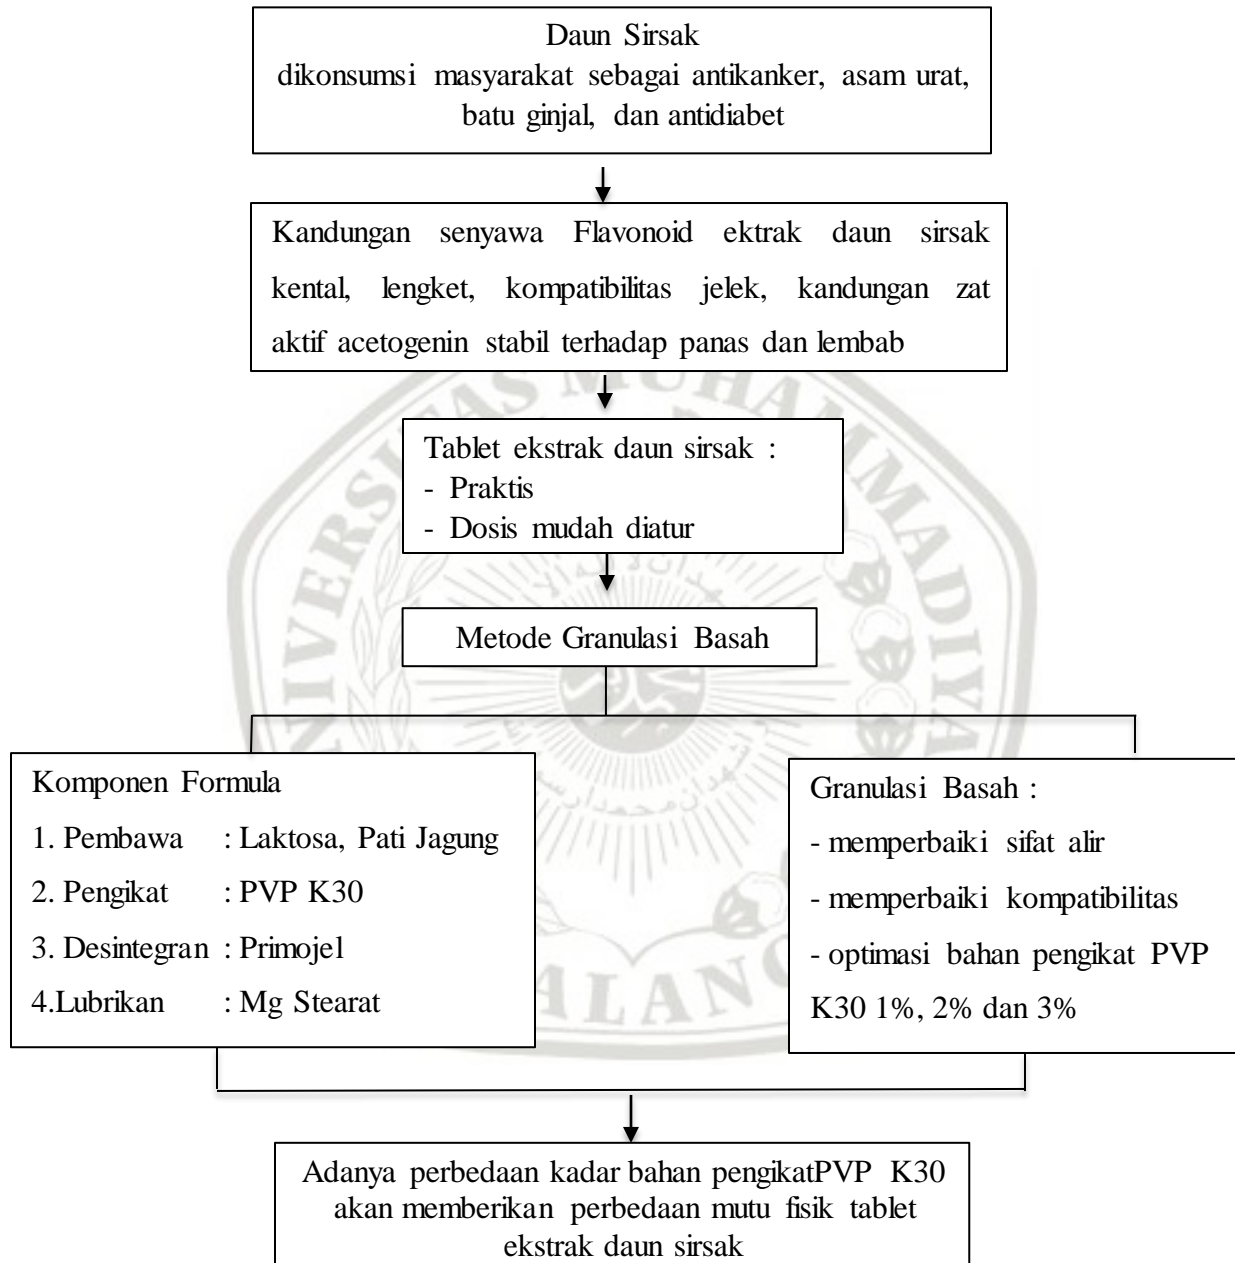 Daun Sirsak
dikonsumsi masyarakat sebagai antikanker, asam urat,
batu ginjal, dan antidiabet
Kandungan senyawa Flavonoid ektrak daun sirsak
kental, lengket, kompatibilitas jelek, kandungan zat
aktif acetogenin stabil terhadap panas dan lembab
Tablet ekstrak daun sirsak :
- Praktis
- Dosis mudah diatur
Metode Granulasi Basah
Komponen Formula
1. Pembawa : Laktosa, Pati Jagung
2. Pengikat : PVP K30
3. Desintegran : Primojel
4.Lubrikan : Mg Stearat
Granulasi Basah :
- memperbaiki sifat alir
- memperbaiki kompatibilitas
- optimasi bahan pengikat PVP
K30 1%, 2% dan 3%
Adanya perbedaan kadar bahan pengikatPVP K30
akan memberikan perbedaan mutu fisik tablet
ekstrak daun sirsak